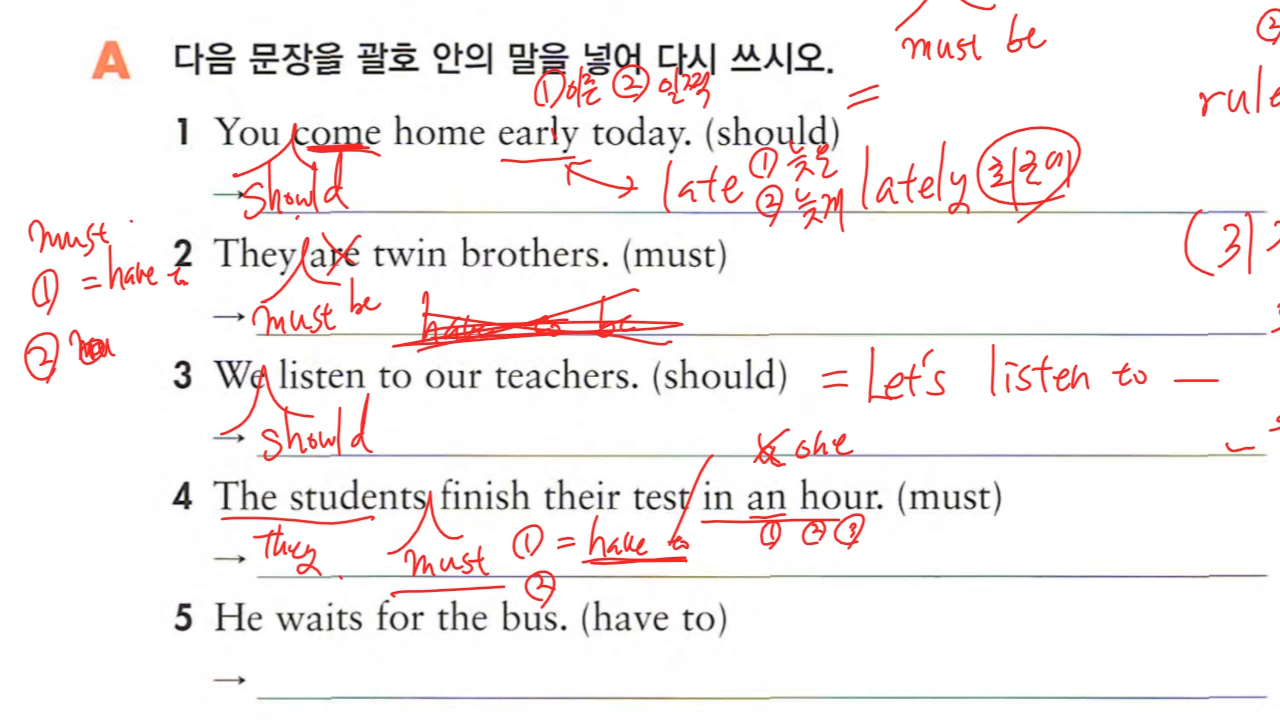 must be
②
A 다음 문장을 괄호 안의 말을 넣어 다시 쓰시오.
①이른 ② 일찍 = rule
1 You come home early today. (should)
→ should late ① 늦은 ② 늦게 lately 최근에
must
① = have to
②
2 They are twin brothers. (must)
(3)
→ must be have to be
3 We listen to our teachers. (should) = Let's listen to —
→ should
a one
4 The students finish their test in an hour. (must)
① ② ③
→ They must ① = have to
②
5 He waits for the bus. (have to)
→